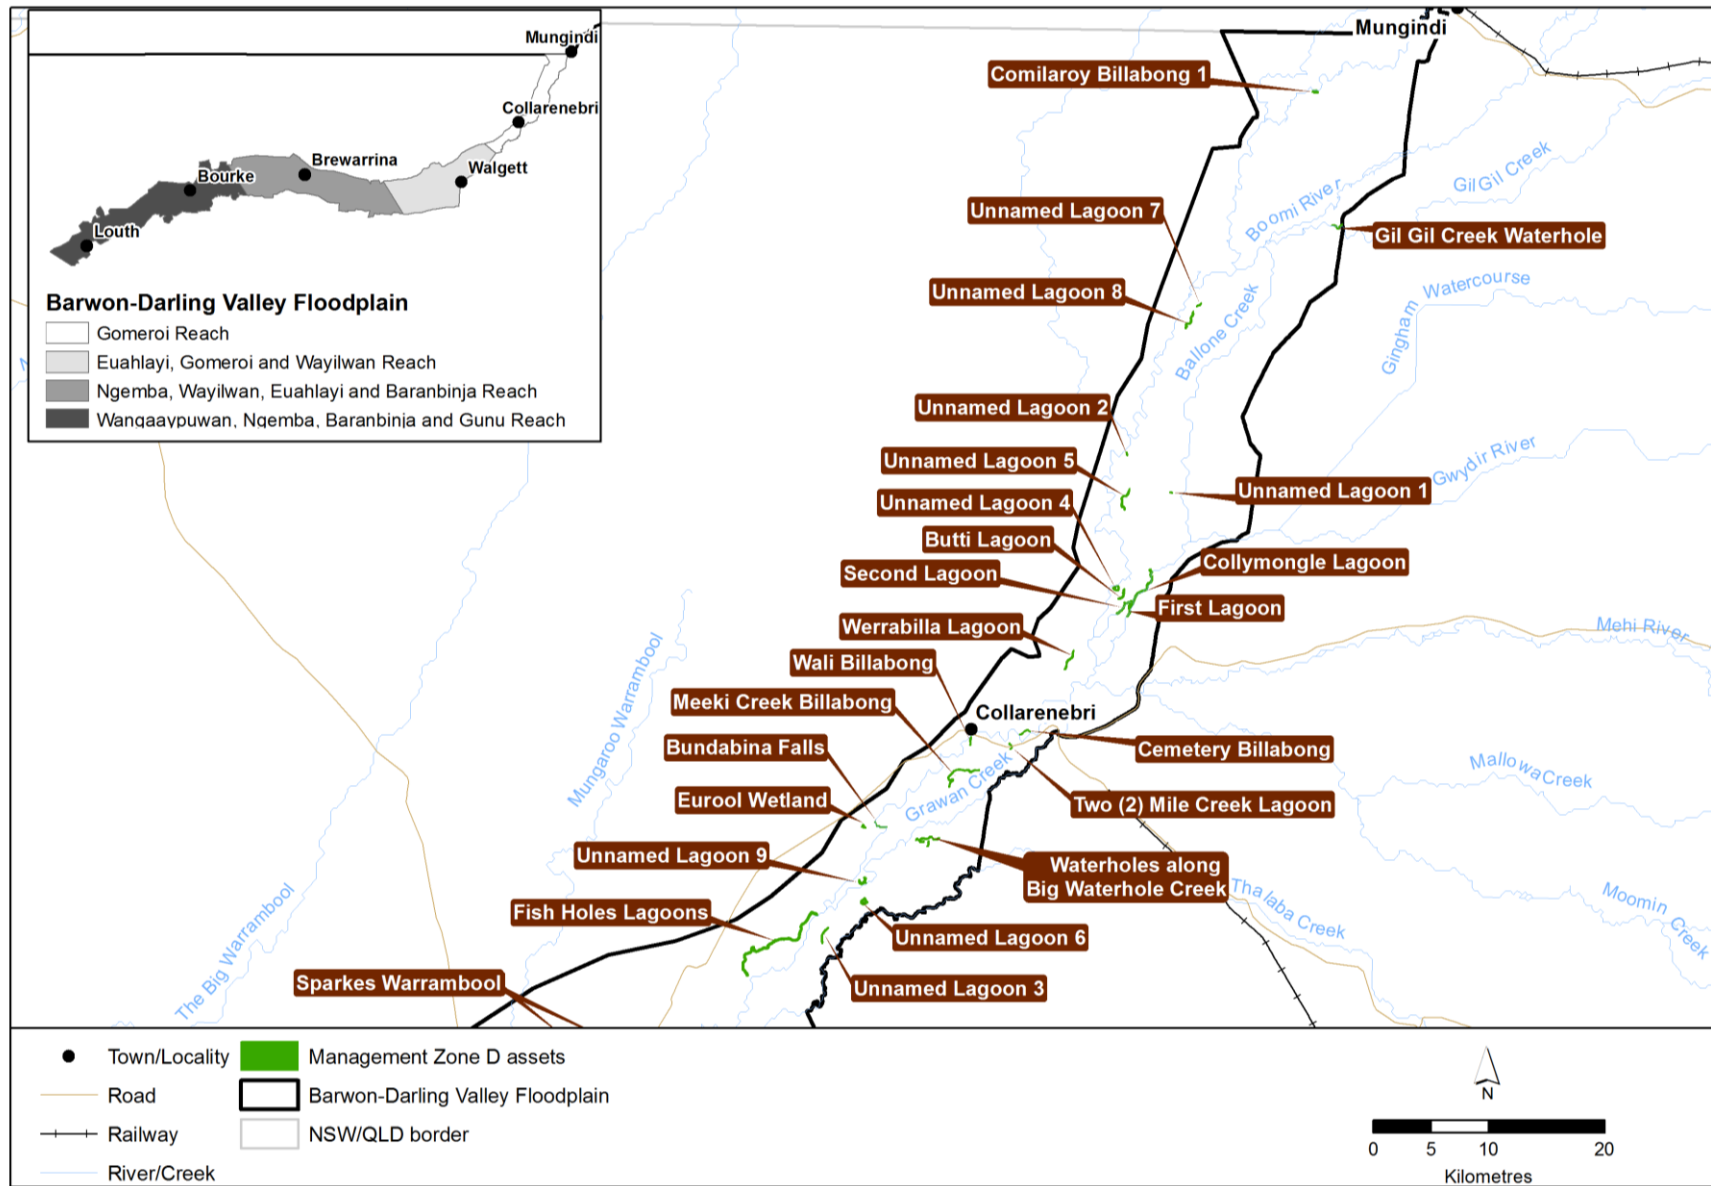 Mungindi
Collarenebri
Brewarrina
Bourke
Walgett
Louth
Barwon-Darling Valley Floodplain
Gomeroi Reach
Euahlayi, Gomeroi and Wayilwan Reach
Ngemba, Wayilwan, Euahlayi and Baranbinja Reach
Wangaaypuwan, Ngemba, Baranbinja and Gunu Reach
Mungindi
Comilaroy Billabong 1
GilGil Creek
Boomi River
Unnamed Lagoon 7
Gil Gil Creek Waterhole
Unnamed Lagoon 8
Ballone Creek
Gingham Watercourse
Unnamed Lagoon 2
Unnamed Lagoon 5
Gwydir River
Unnamed Lagoon 4
Unnamed Lagoon 1
Butti Lagoon
Second Lagoon
Collymongle Lagoon
First Lagoon
Werrabilla Lagoon
Mehi River
Wali Billabong
Mungaroo Warrambool
Meeki Creek Billabong
Collarenebri
Bundabina Falls
Cemetery Billabong
Grawan Creek
Mallowa Creek
Eurool Wetland
Two (2) Mile Creek Lagoon
Unnamed Lagoon 9
Waterholes along
Big Waterhole Creek
Thalaba Creek
Moomin Creek
The Big Warrambool
Fish Holes Lagoons
Unnamed Lagoon 6
Sparkes Warrambool
Unnamed Lagoon 3
Town/Locality
Road
Railway
River/Creek
Management Zone D assets
Barwon-Darling Valley Floodplain
NSW/QLD border
N
0 5 10 20
Kilometres